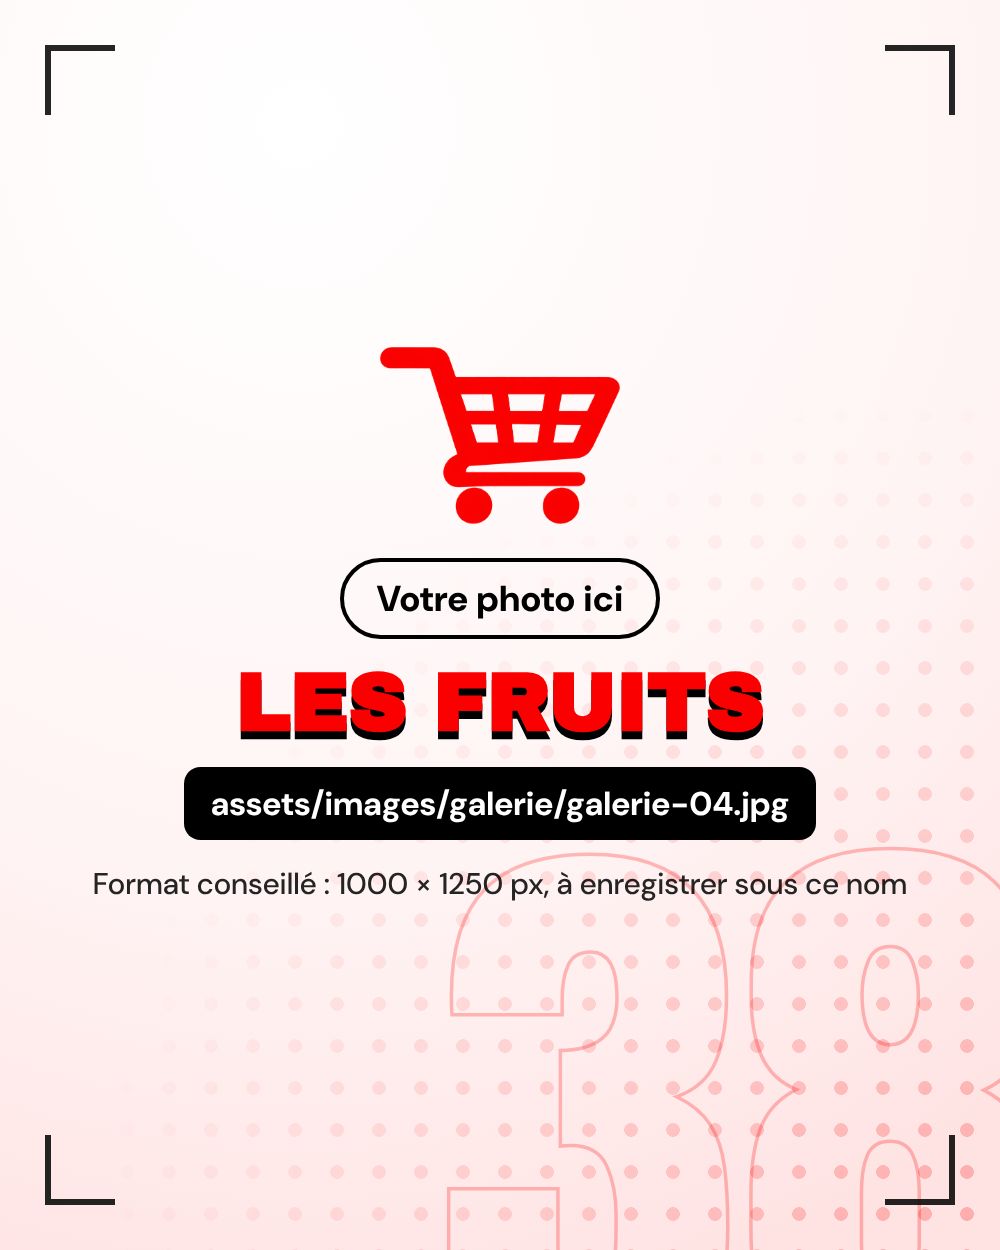 Votre photo ici
LES FRUITS
assets/images/galerie/galerie-04.jpg
Format conseillé : 1000 × 1250 px, à enregistrer sous ce nom
38